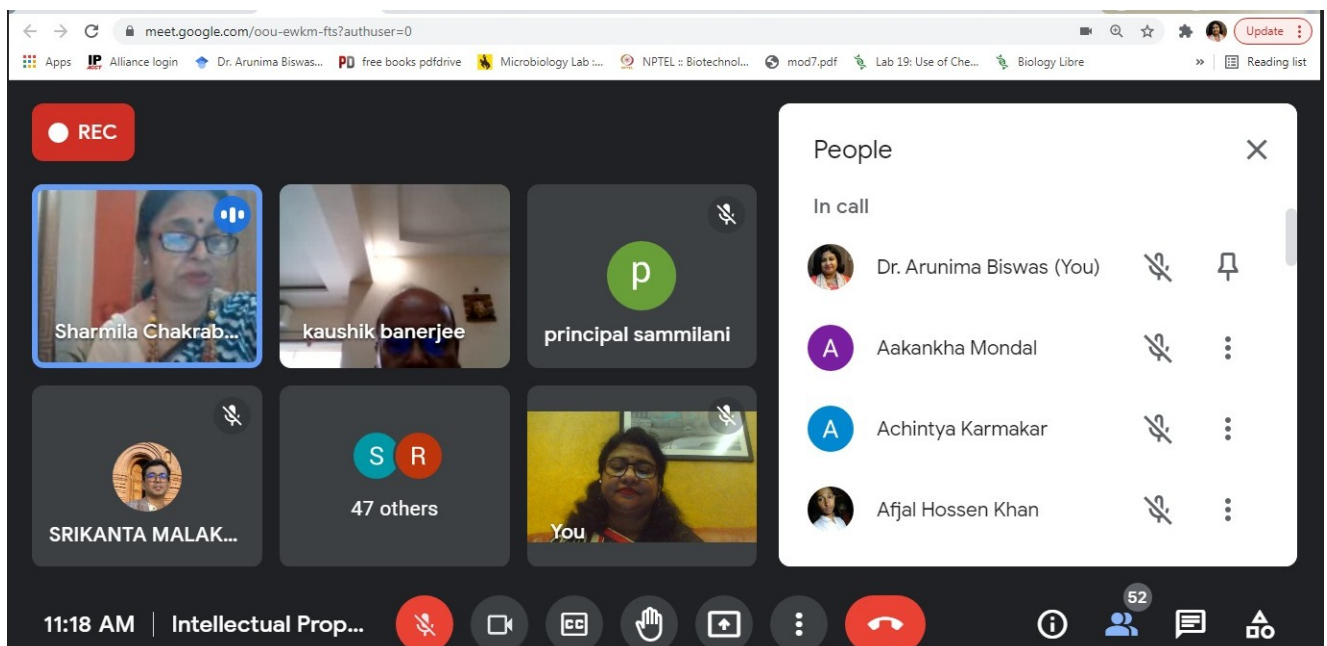 meet.google.com/oou-ewkm-fts?authuser=0
Update
Apps IP Alliance login Dr. Arunima Biswas... PD free books pdfdrive Microbiology Lab :... NPTEL :: Biotechnol... mod7.pdf Lab 19: Use of Che... Biology Libre » Reading list
REC
People
In call
Sharmila Chakrab...
kaushik banerjee
p
principal sammilani
Dr. Arunima Biswas (You)
A Aakankha Mondal
A Achintya Karmakar
Afjal Hossen Khan
SRIKANTA MALAK...
S R
47 others
You
11:18 AM | Intellectual Prop...
CC
52